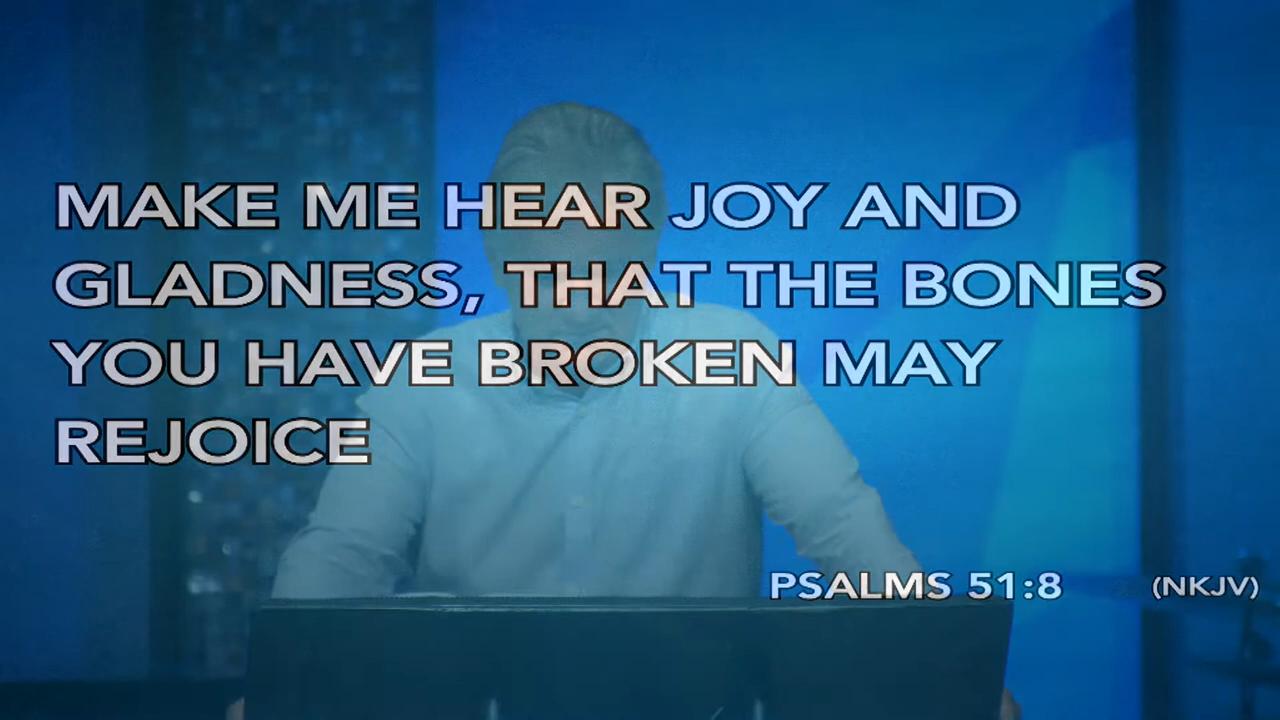 MAKE ME HEAR JOY AND
GLADNESS, THAT THE BONES
YOU HAVE BROKEN MAY
REJOICE
PSALMS 51:8 (NKJV)